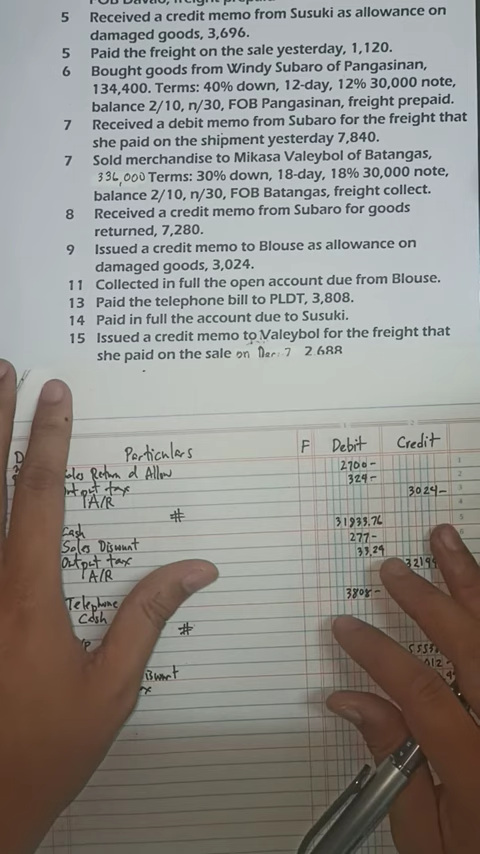 5 Received a credit memo from Susuki as allowance on
damaged goods, 3,696.
5 Paid the freight on the sale yesterday, 1,120.
6 Bought goods from Windy Subaro of Pangasinan,
134,400. Terms: 40% down, 12-day, 12% 30,000 note,
balance 2/10, n/30, FOB Pangasinan, freight prepaid.
7 Received a debit memo from Subaro for the freight that
she paid on the shipment yesterday 7,840.
7 Sold merchandise to Mikasa Valeybol of Batangas,
336,000 Terms: 30% down, 18-day, 18% 30,000 note,
balance 2/10, n/30, FOB Batangas, freight collect.
8 Received a credit memo from Subaro for goods
returned, 7,280.
9 Issued a credit memo to Blouse as allowance on
damaged goods, 3,024.
11 Collected in full the open account due from Blouse.
13 Paid the telephone bill to PLDT, 3,808.
14 Paid in full the account due to Susuki.
15 Issued a credit memo to Valeybol for the freight that
she paid on the sale on Dec. 7 2688
Particulars F Debit Credit
Return & Allow 2700-
tax 324-
A/R 3024-
#
Cash 31933.76
Sales Discount 277-
Output tax 33.24
A/R
Telephone 3808-
Cash
#